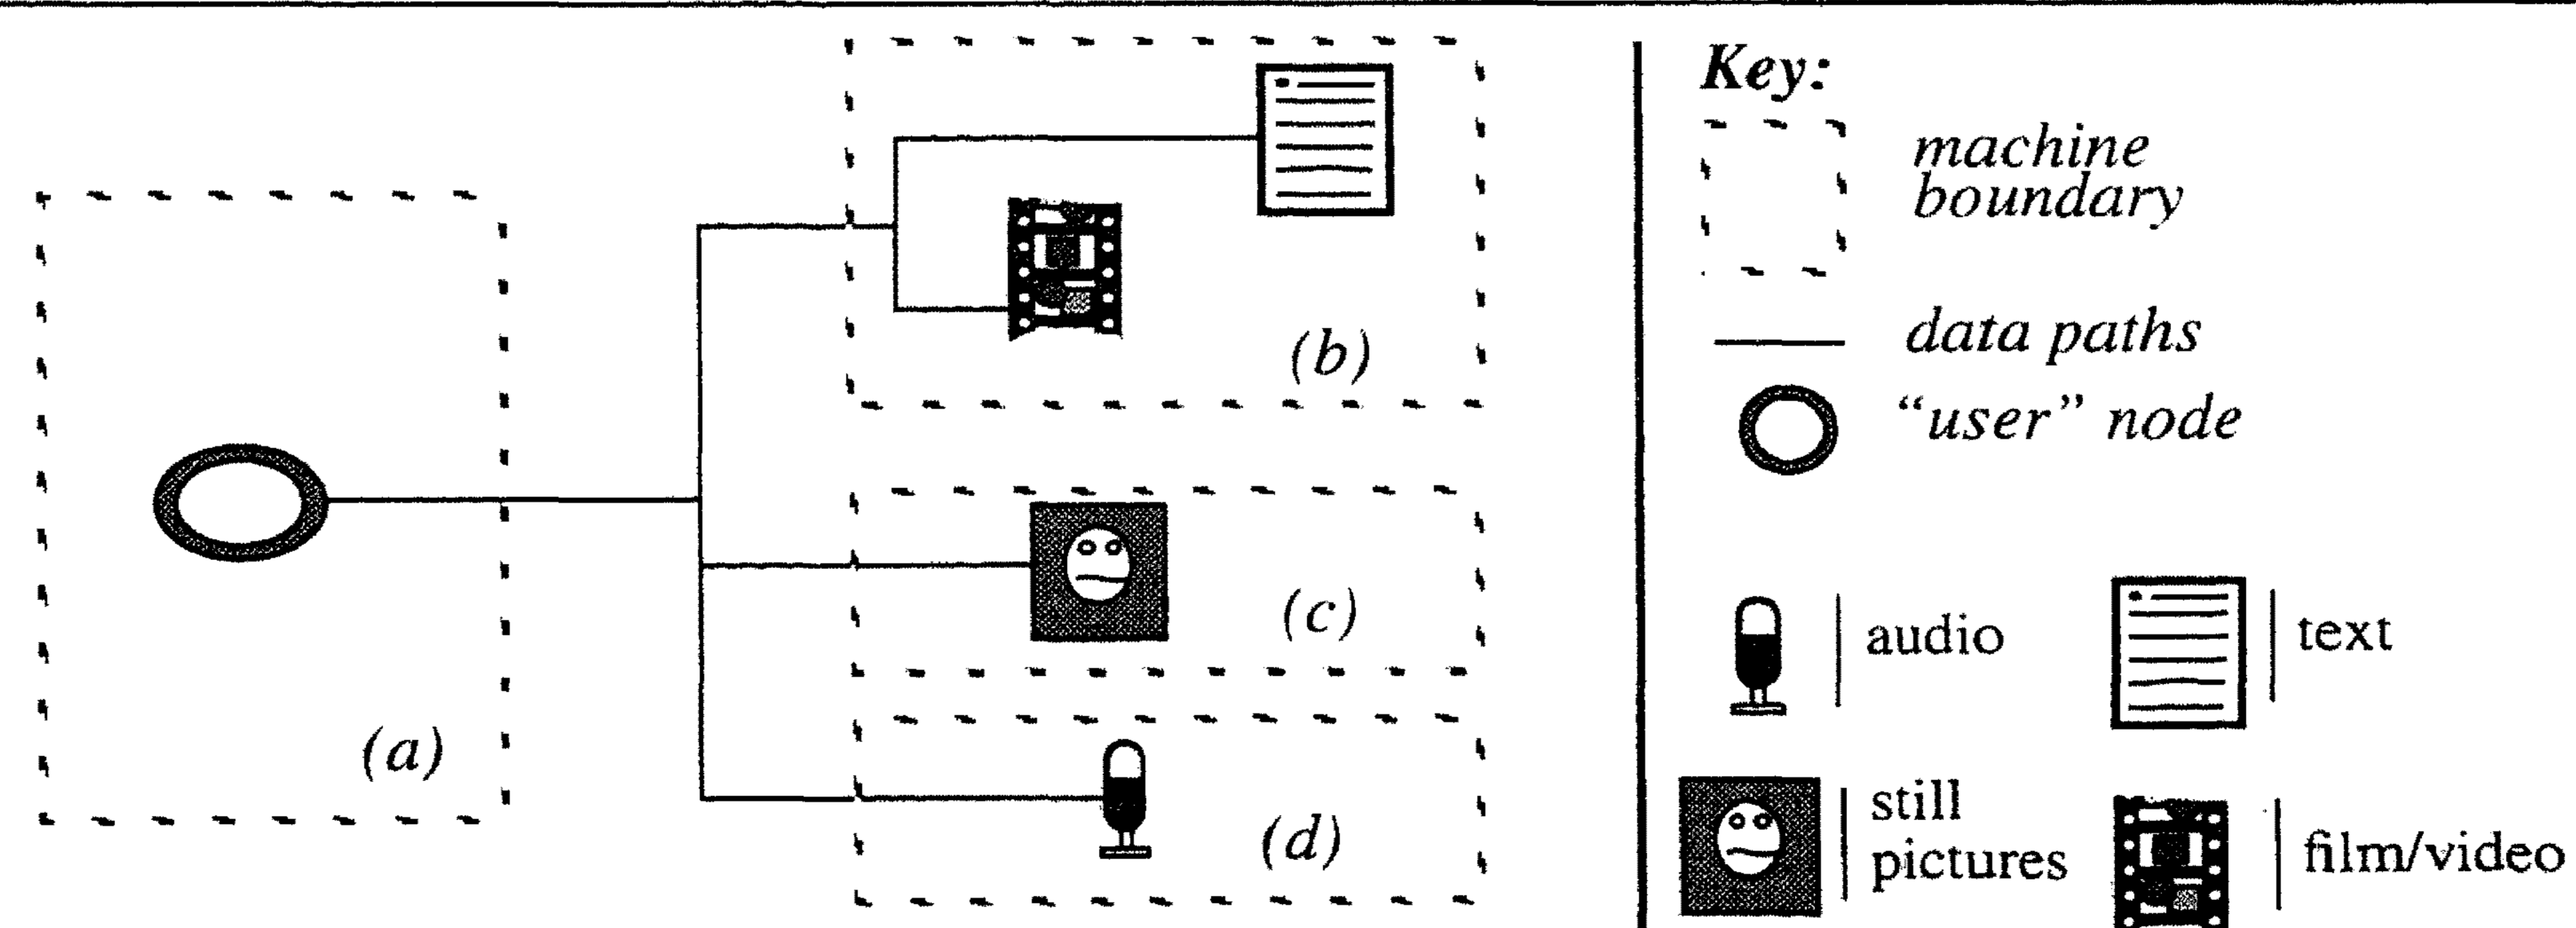 (a)
(b)
(c)
(d)
Key:
machine
boundary
data paths
“user” node
audio
text
still
pictures
film/video